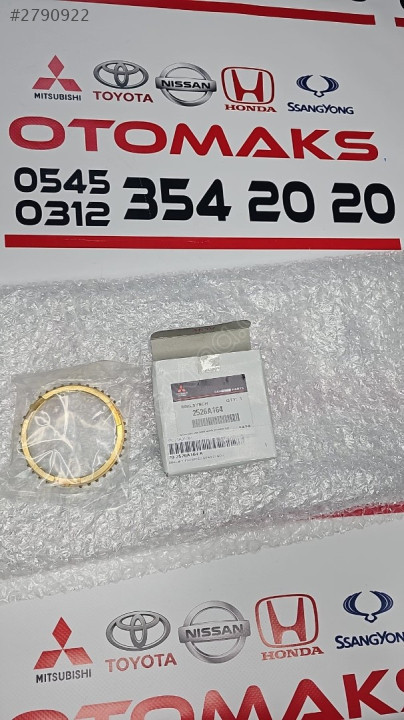 #2790922
MITSUBISHI TOYOTA NISSAN HONDA SSANGYONG
OTOMAKS
0545 354 20 20
0312
2526A164
MITSUBISHI TOYOTA NISSAN HONDA SSANGYONG
OTOMAKS